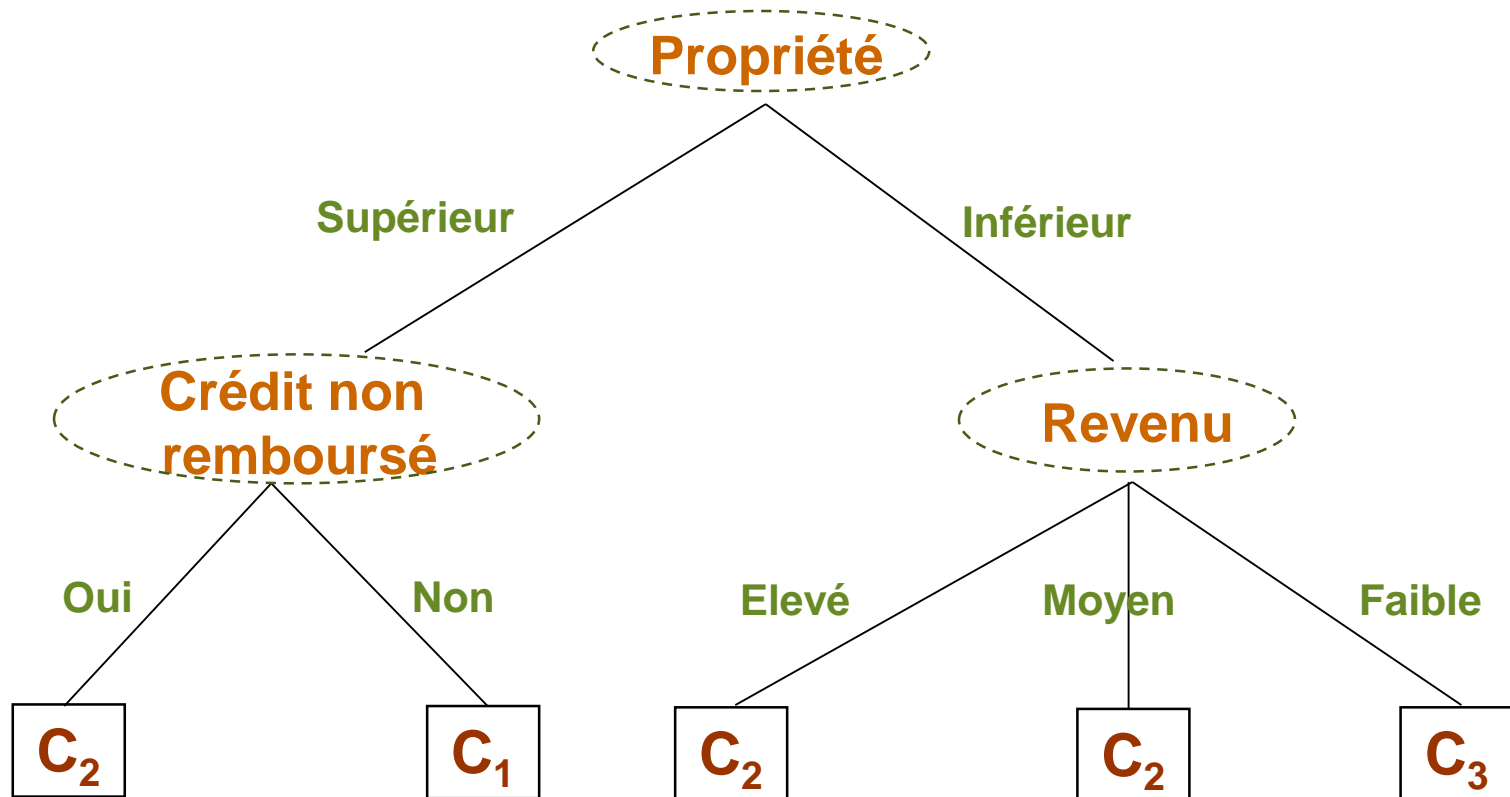 Propriété
Supérieur
Inférieur
Crédit non
remboursé
Revenu
Oui
Non
Elevé
Moyen
Faible
C₂
C₁
C₂
C₂
C₃